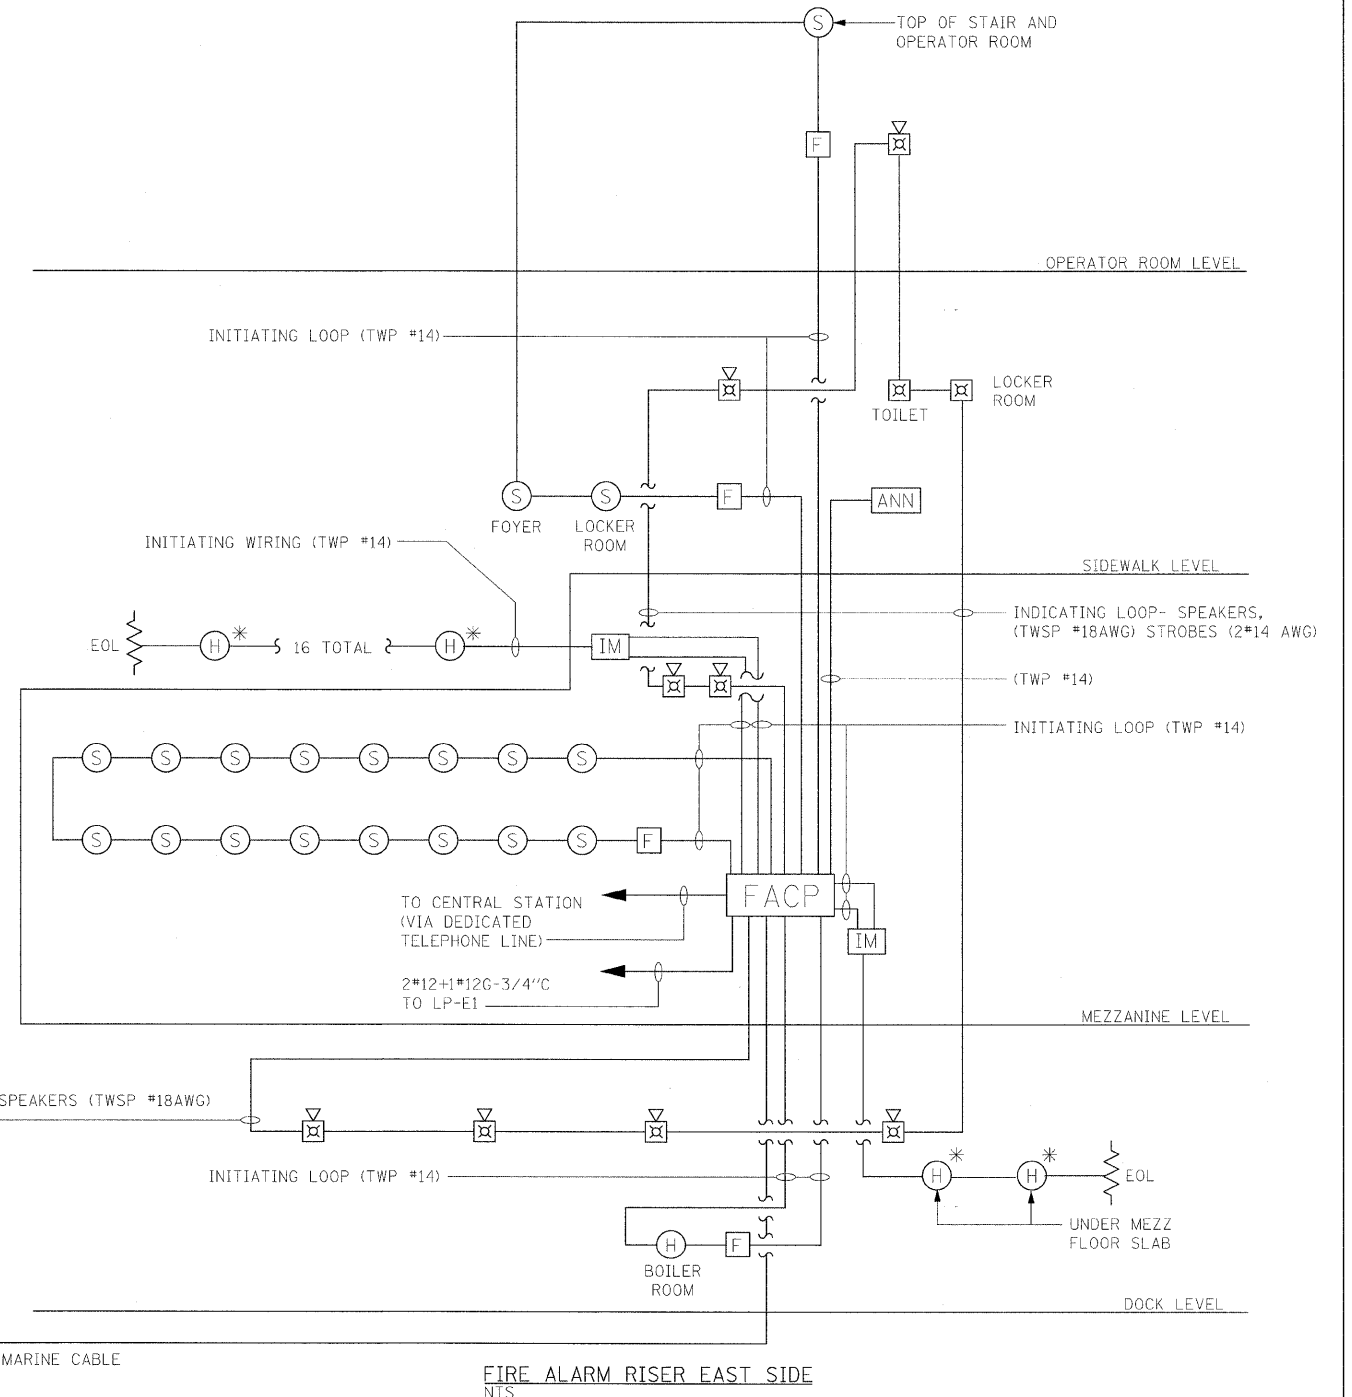 S
TOP OF STAIR AND
OPERATOR ROOM
F
OPERATOR ROOM LEVEL
INITIATING LOOP (TWP #14)
LOCKER
ROOM
TOILET
S
S
F
ANN
FOYER
LOCKER
ROOM
INITIATING WIRING (TWP #14)
SIDEWALK LEVEL
INDICATING LOOP- SPEAKERS,
(TWSP #18AWG) STROBES (2#14 AWG)
EOL
H *
16 TOTAL
H *
IM
(TWP #14)
INITIATING LOOP (TWP #14)
S S S S S S S S
S S S S S S S S F
FACP
TO CENTRAL STATION
(VIA DEDICATED
TELEPHONE LINE)
IM
2#12+1#12G-3/4"C
TO LP-E1
MEZZANINE LEVEL
SPEAKERS (TWSP #18AWG)
INITIATING LOOP (TWP #14)
H *
H *
EOL
UNDER MEZZ
FLOOR SLAB
H
F
BOILER
ROOM
DOCK LEVEL
MARINE CABLE
FIRE ALARM RISER EAST SIDE
NTS